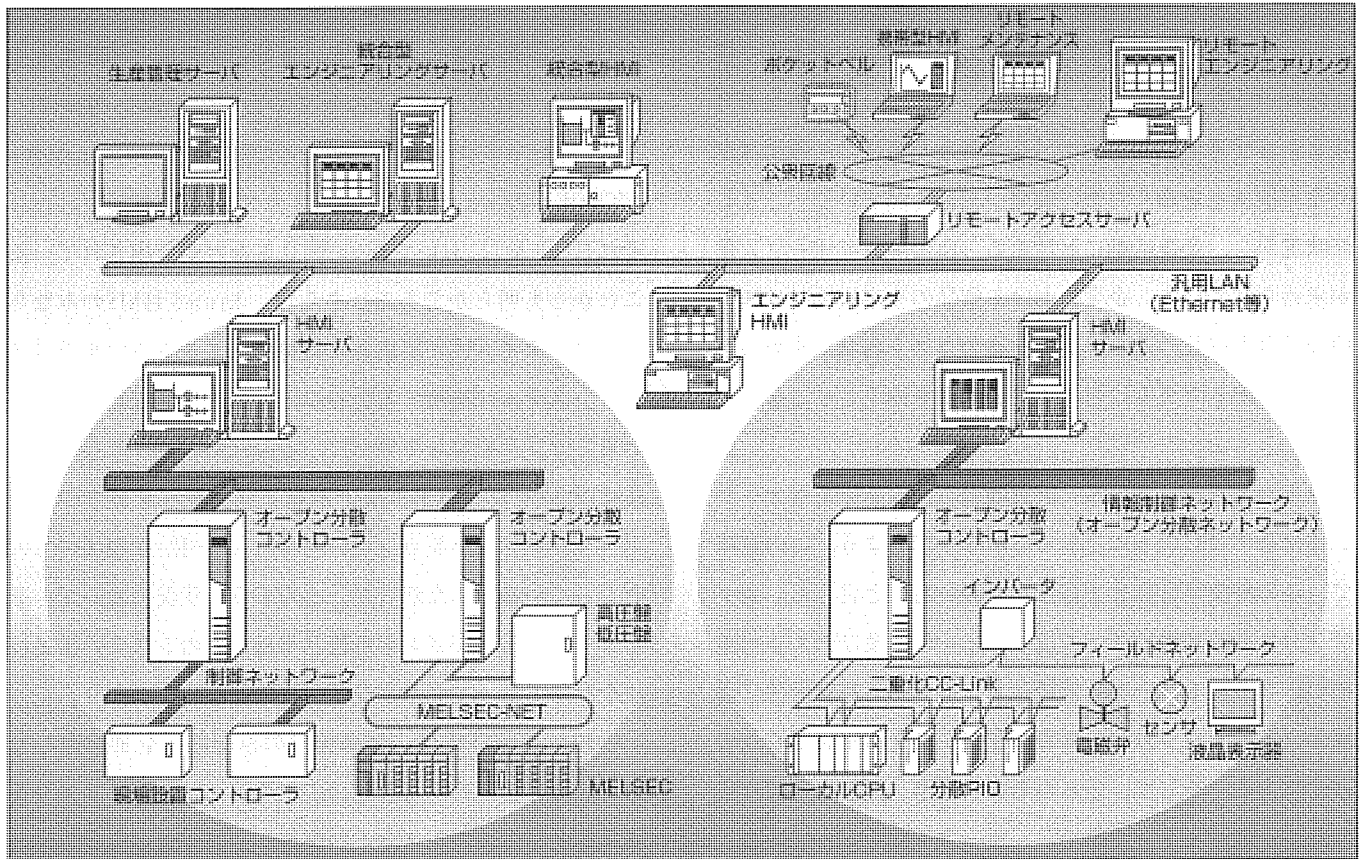 生産管理サーバ
統合型
エンジニアリングサーバ
統合型HMI
ポケットベル
携帯型HMI
リモート
メンテナンス
リモート
エンジニアリング
公衆回線
リモートアクセスサーバ
汎用LAN
(Ethernet等)
エンジニアリング
HMI
HMI
サーバ
HMI
サーバ
オープン分散
コントローラ
オープン分散
コントローラ
オープン分散
コントローラ
情報制御ネットワーク
(オープン分散ネットワーク)
高圧盤
低圧盤
インバータ
制御ネットワーク
フィールドネットワーク
MELSEC-NET
二重化CC-Link
電磁弁
センサ
液晶表示器
現場設置コントローラ
MELSEC
ローカルCPU
分散PIO